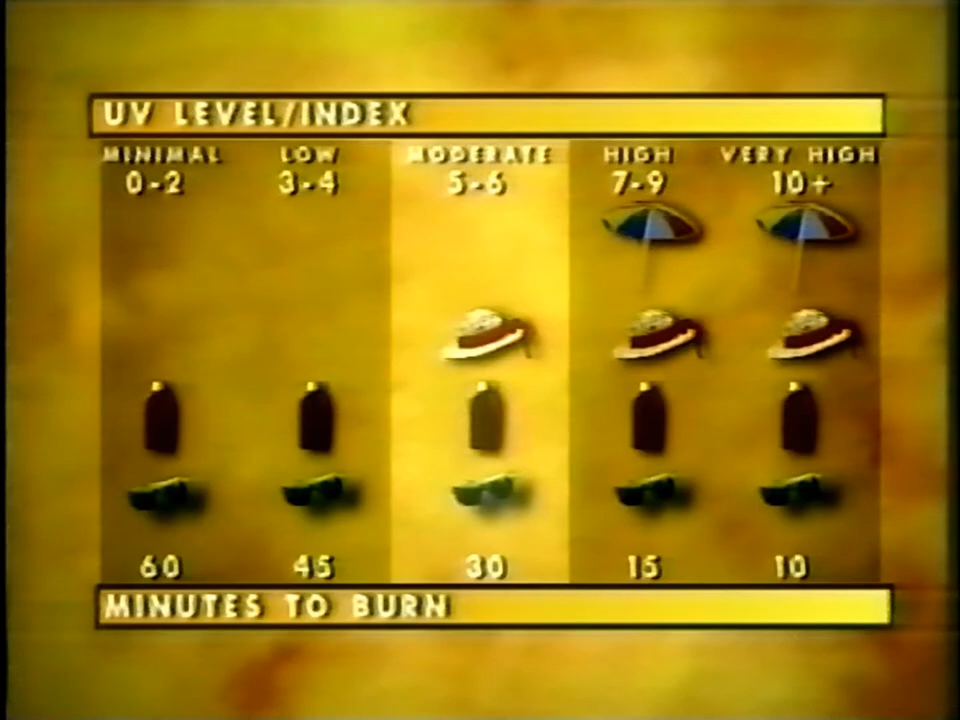 UV LEVEL/INDEX
MINIMAL LOW MODERATE HIGH VERY HIGH
0-2 3-4 5-6 7-9 10+
60 45 30 15 10
MINUTES TO BURN